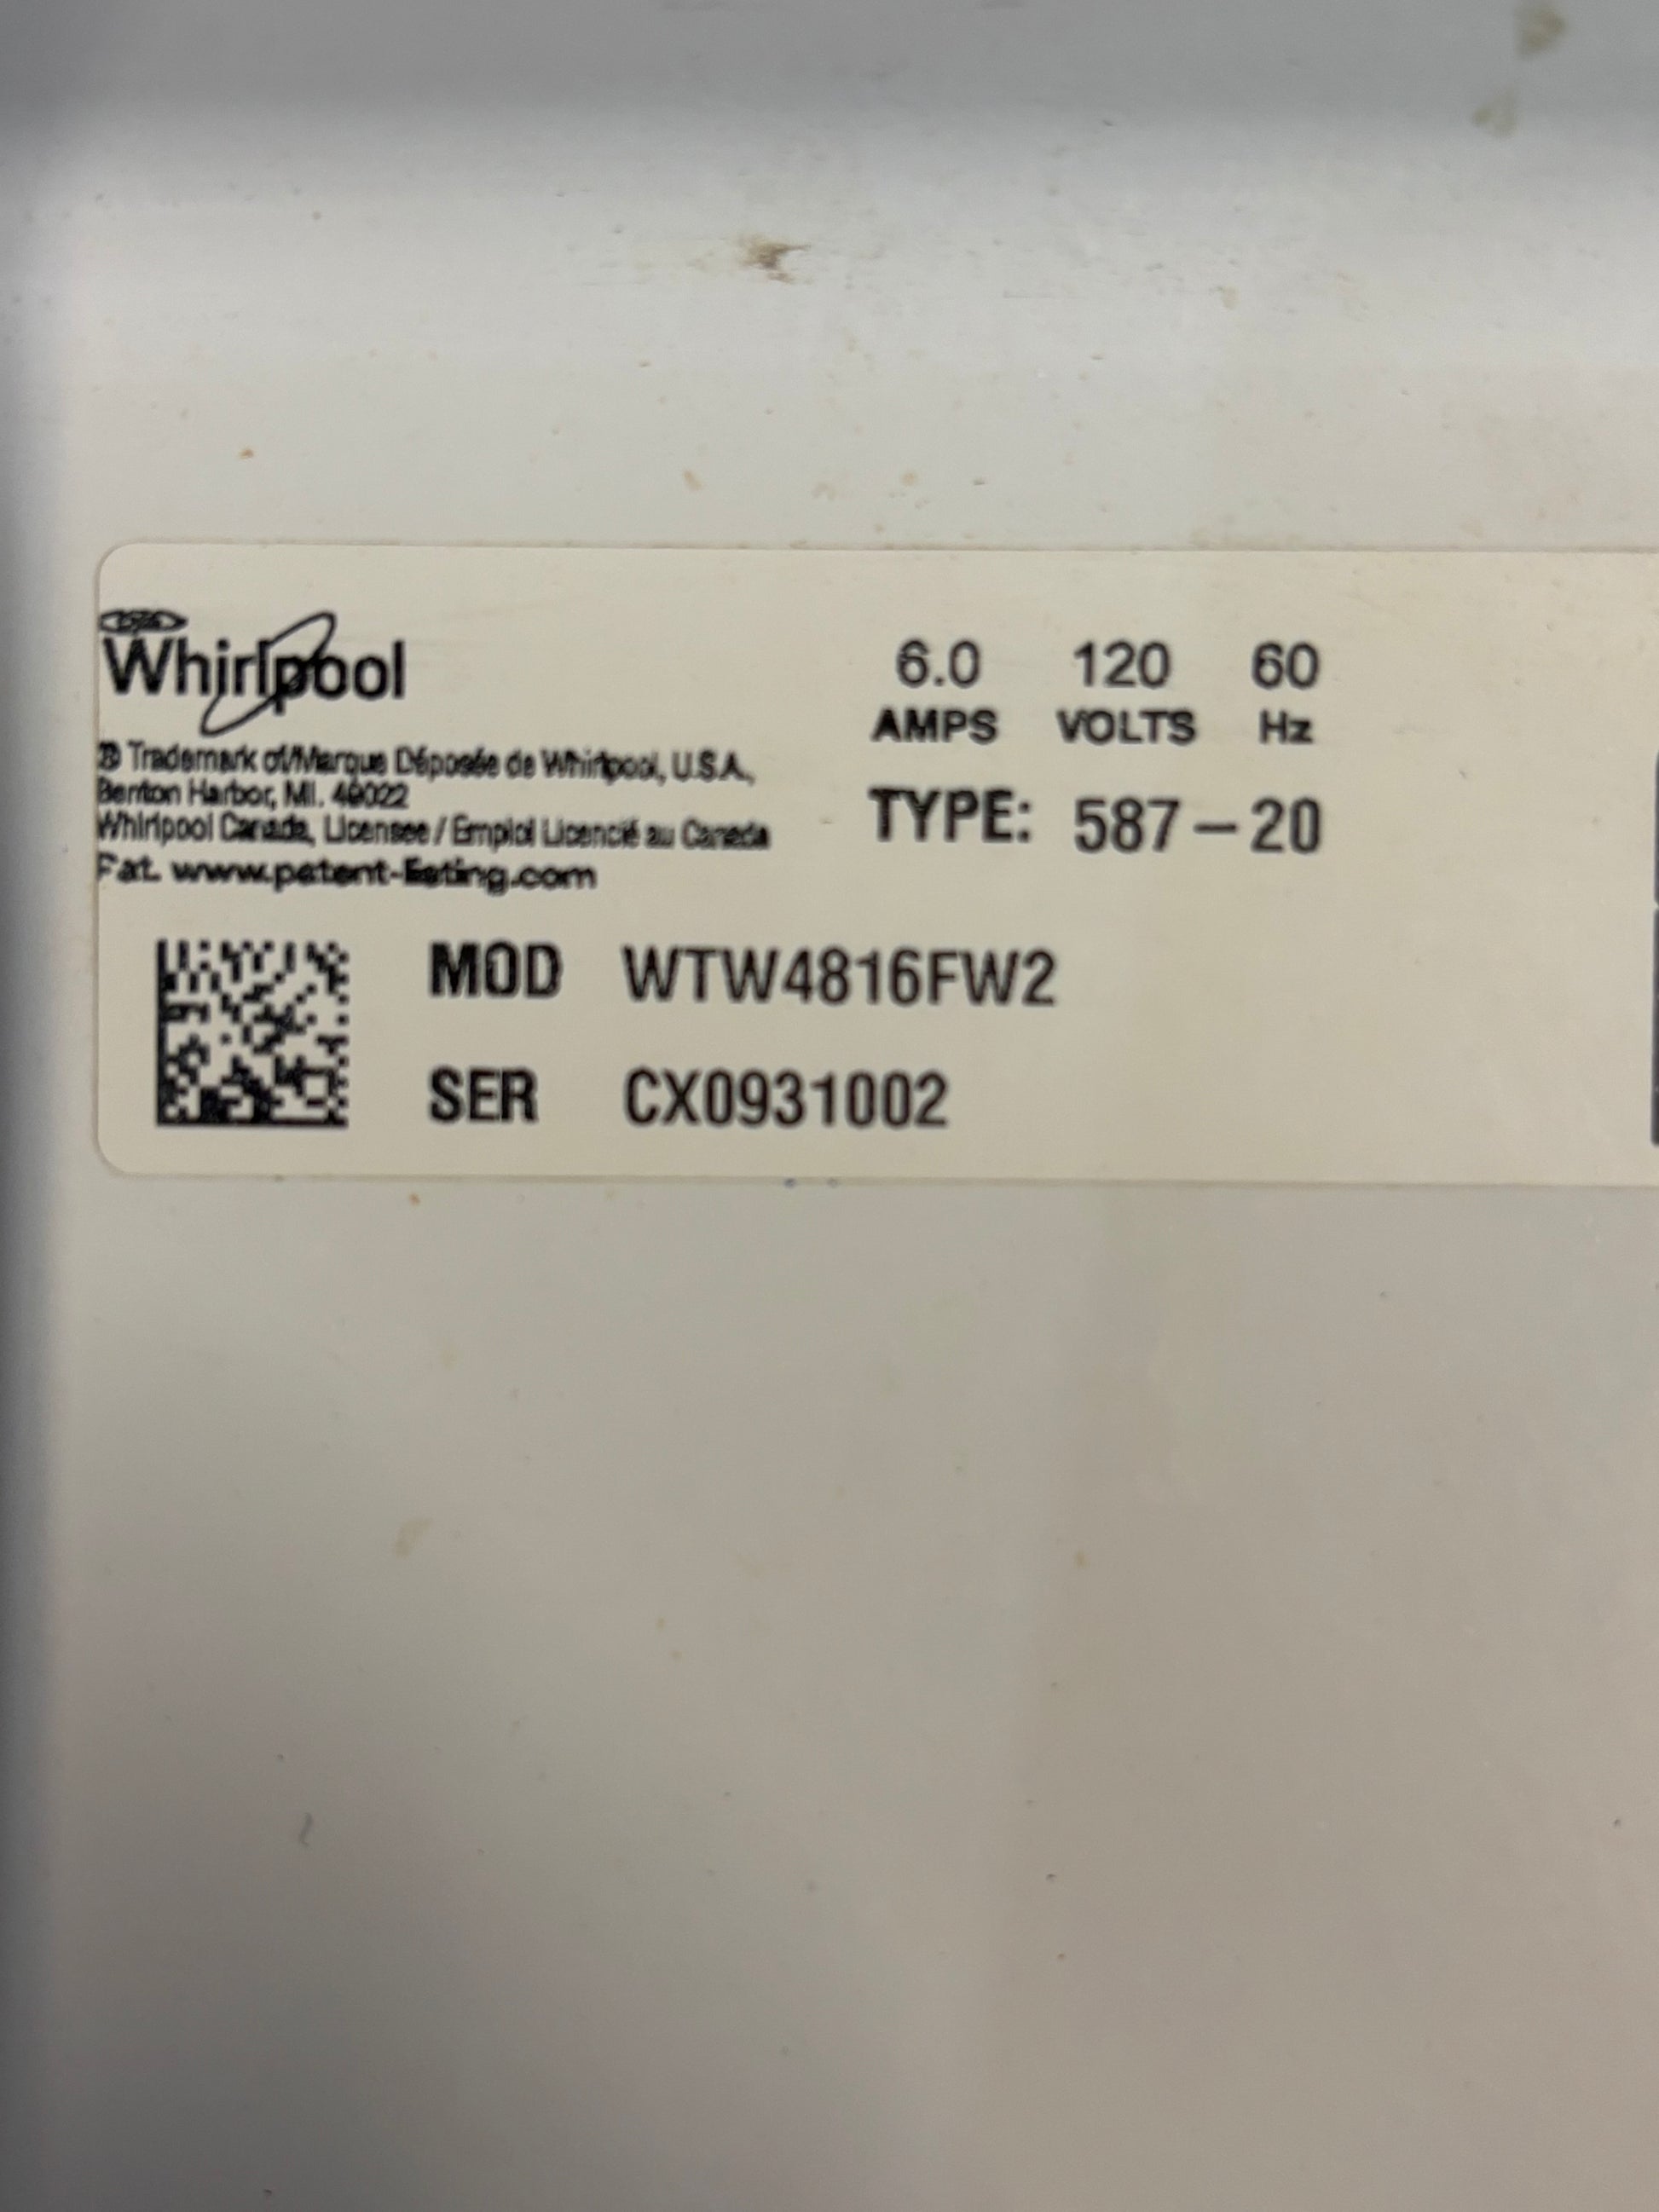 Whirlpool
® Trademark of/Marque Déposée de Whirlpool, U.S.A.,
Benton Harbor, MI. 49022
Whirlpool Canada, Licensee / Emploi Licencié au Canada
Pat. www.patent-listing.com
6.0 120 60
AMPS VOLTS Hz
TYPE: 587-20
MOD WTW4816FW2
SER CX0931002